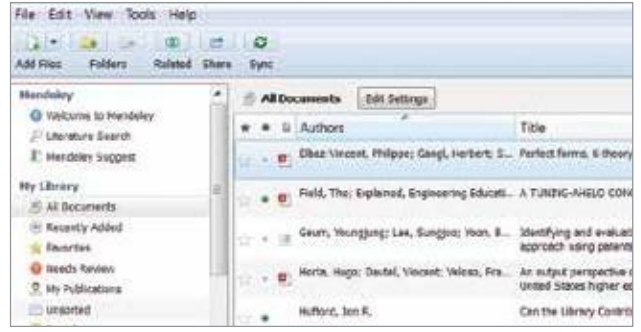 File Edit View Tools Help
Add Files Folders Related Share Sync
Mendeley
Welcome to Mendeley
Literature Search
Mendeley Suggest
My Library
All Documents
Recently Added
Favorites
Needs Review
My Publications
Unsorted
All Documents Edit Settings
Authors Title
Vincent, Philippe; Gangl, Herbert; S... Perfect forms, K-theory
Field, The; Explained, Engineering Educati... A TUNING-AHELO CON
Geum, Youngjung; Lee, Sungjoo; Yoon, B... Identifying and evaluat
approach using patents
Horta, Hugo; Dautel, Vincent; Veloso, Fra... An output perspective o
United States higher ed
Hufford, Jon R. Can the Library Contrib